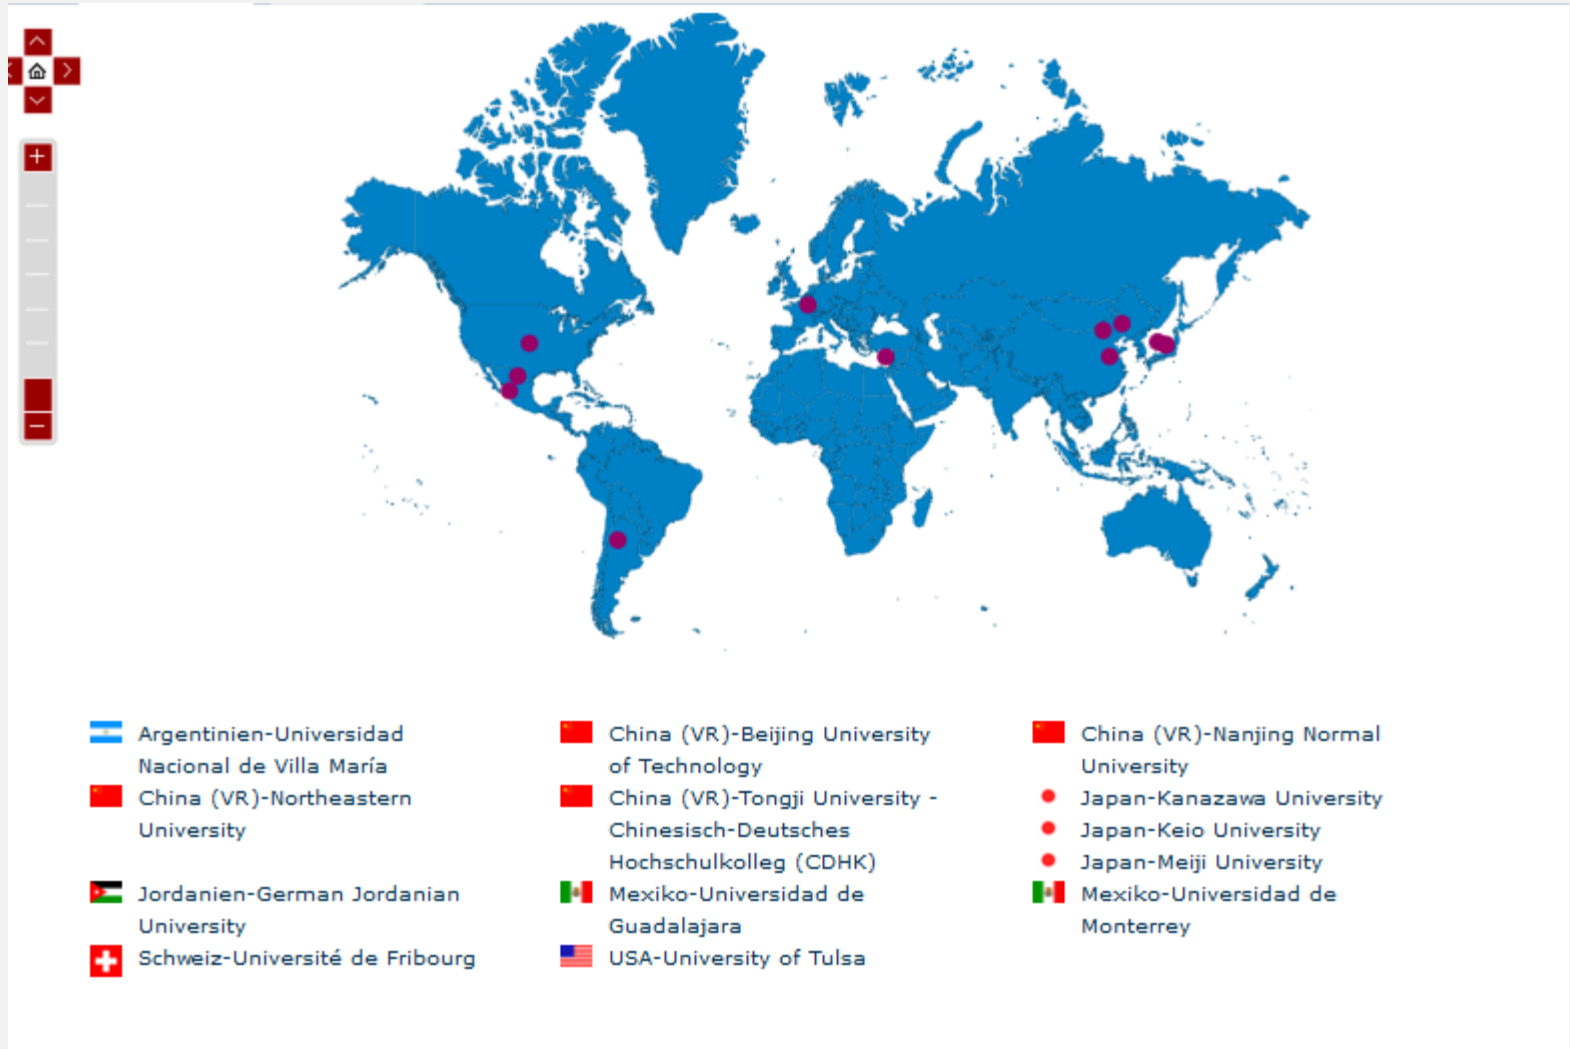 Argentinien-Universidad
Nacional de Villa María
China (VR)-Beijing University
of Technology
China (VR)-Nanjing Normal
University
China (VR)-Northeastern
University
China (VR)-Tongji University -
Chinesisch-Deutsches
Hochschulkolleg (CDHK)
Japan-Kanazawa University
Japan-Keio University
Japan-Meiji University
Jordanien-German Jordanian
University
Mexiko-Universidad de
Guadalajara
Mexiko-Universidad de
Monterrey
Schweiz-Université de Fribourg
USA-University of Tulsa